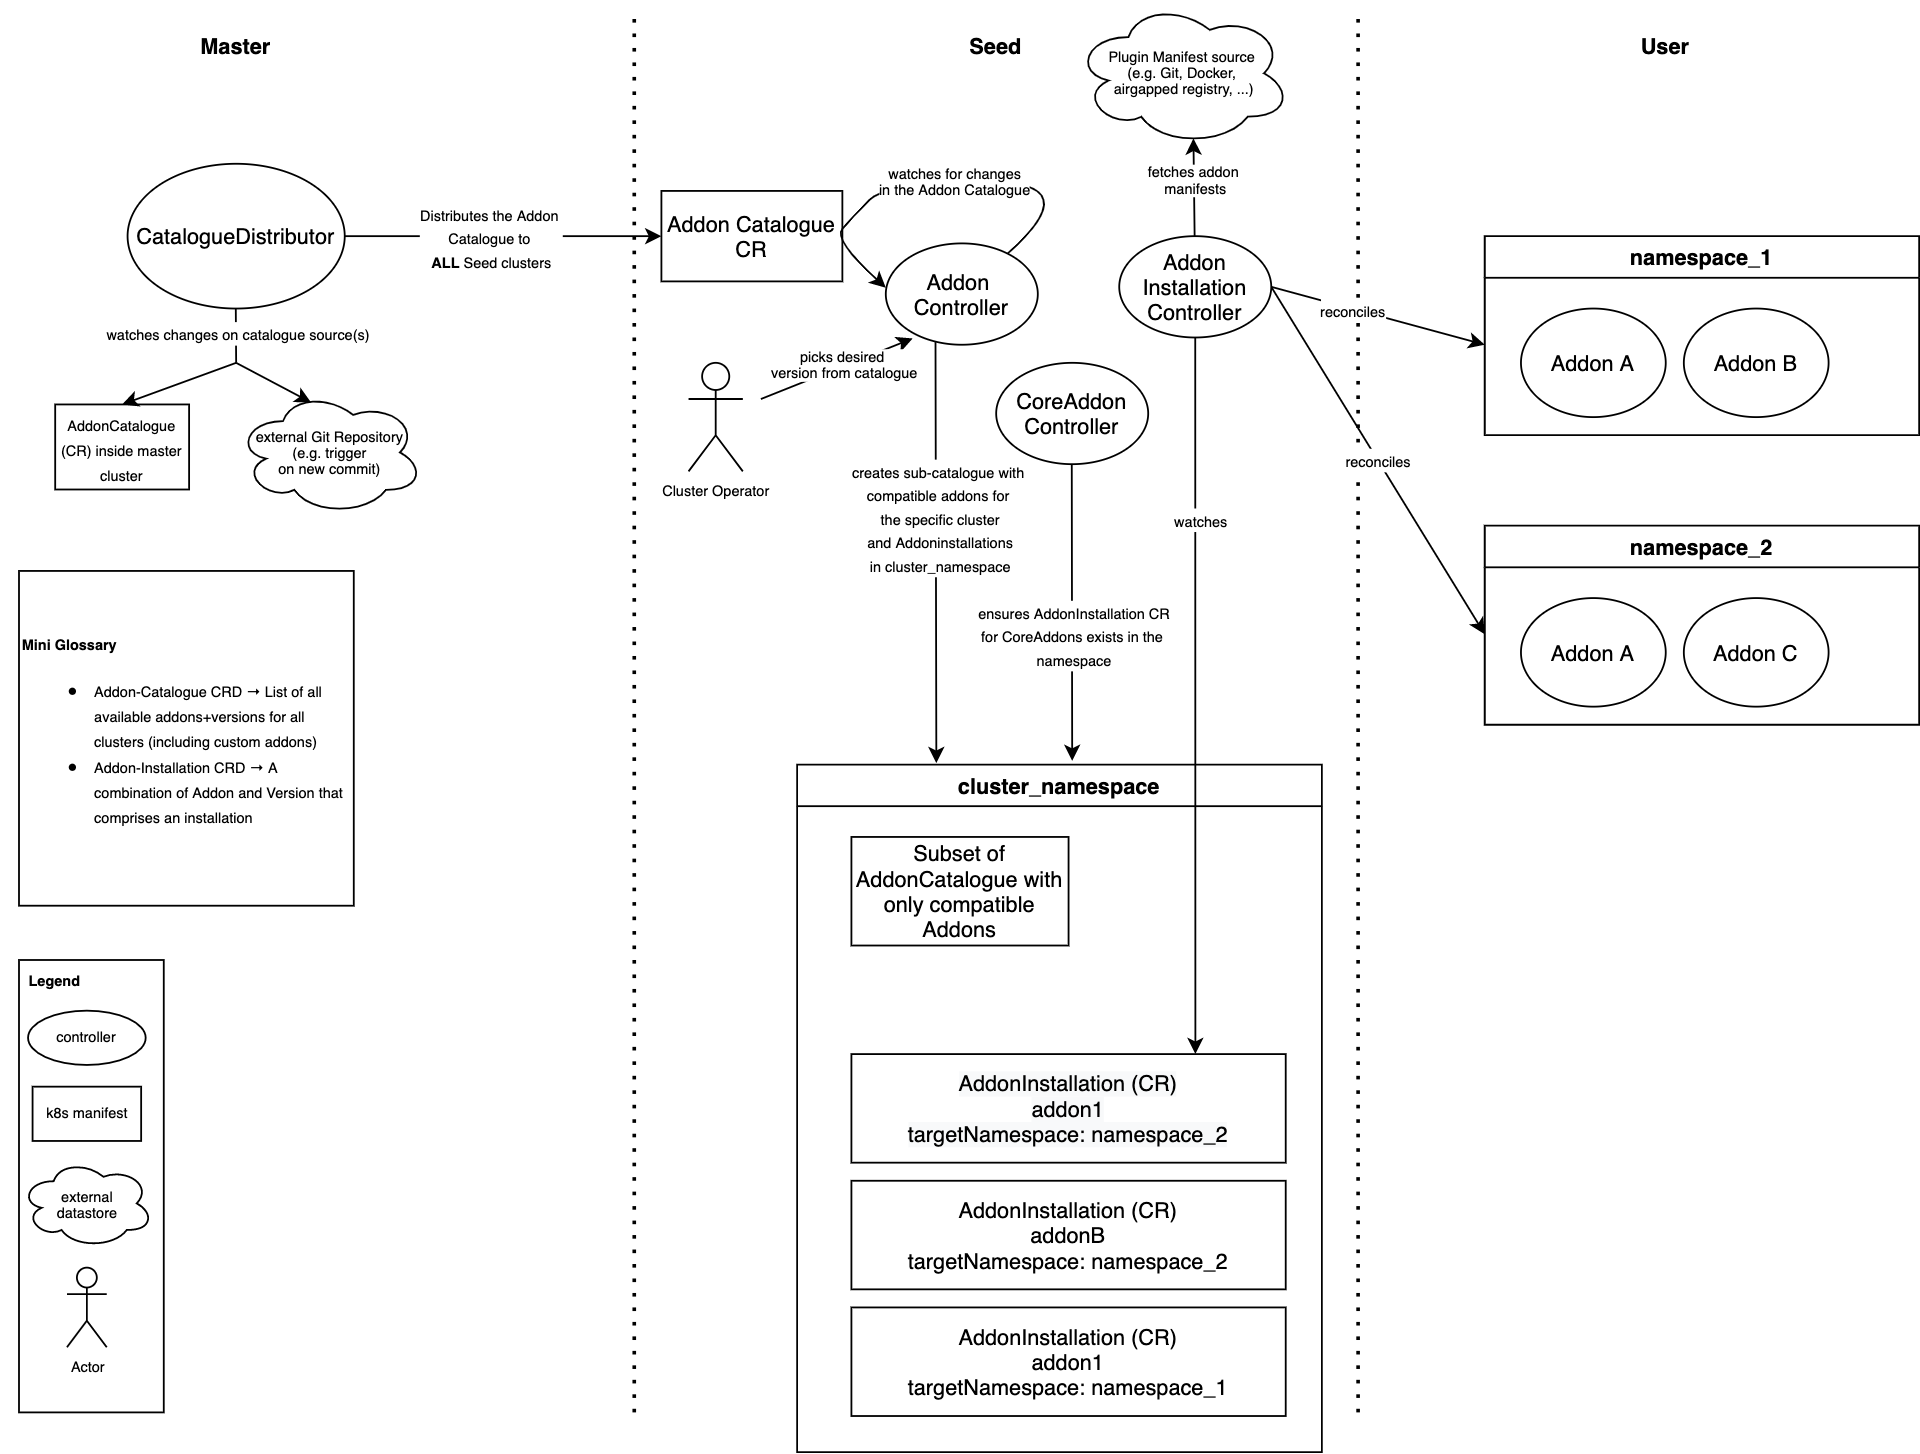 Master
Seed
User
Plugin Manifest source
(e.g. Git, Docker,
airgapped registry, ...)
fetches addon
manifests
CatalogueDistributor
Distributes the Addon
Catalogue to
ALL Seed clusters
Addon Catalogue
CR
watches for changes
in the Addon Catalogue
Addon
Controller
Addon
Installation
Controller
reconciles
reconciles
namespace_1
Addon A
Addon B
watches changes on catalogue source(s)
AddonCatalogue
(CR) inside master
cluster
external Git Repository
(e.g. trigger
on new commit)
picks desired
version from catalogue
Cluster Operator
CoreAddon
Controller
creates sub-catalogue with
compatible addons for
the specific cluster
and Addoninstallations
in cluster_namespace
watches
ensures AddonInstallation CR
for CoreAddons exists in the
namespace
namespace_2
Addon A
Addon C
Mini Glossary
● Addon-Catalogue CRD → List of all
available addons+versions for all
clusters (including custom addons)
● Addon-Installation CRD → A
combination of Addon and Version that
comprises an installation
cluster_namespace
Subset of
AddonCatalogue with
only compatible
Addons
AddonInstallation (CR)
addon1
targetNamespace: namespace_2
AddonInstallation (CR)
addonB
targetNamespace: namespace_2
AddonInstallation (CR)
addon1
targetNamespace: namespace_1
Legend
controller
k8s manifest
external
datastore
Actor